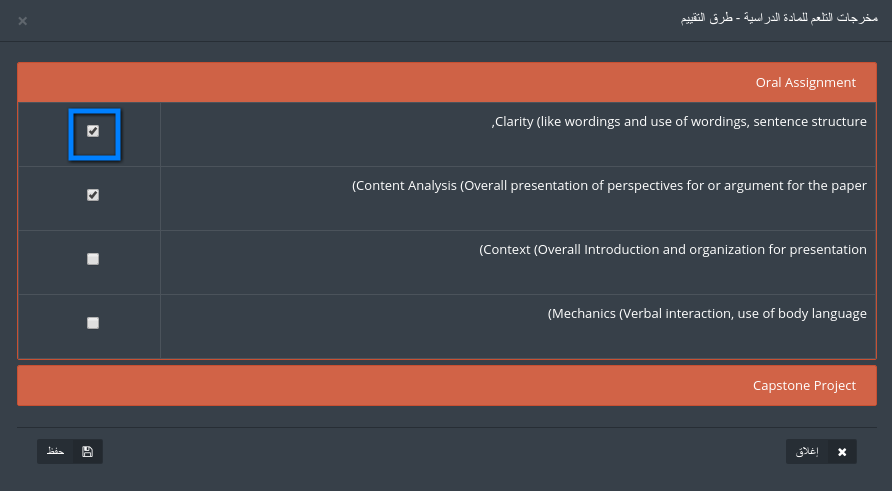 مخرجات التلعم للمادة الدراسية - طرق التقييم
Oral Assignment
,Clarity (like wordings and use of wordings, sentence structure
(Content Analysis (Overall presentation of perspectives for or argument for the paper
(Context (Overall Introduction and organization for presentation
(Mechanics (Verbal interaction, use of body language
Capstone Project
إغلاق
حفظ